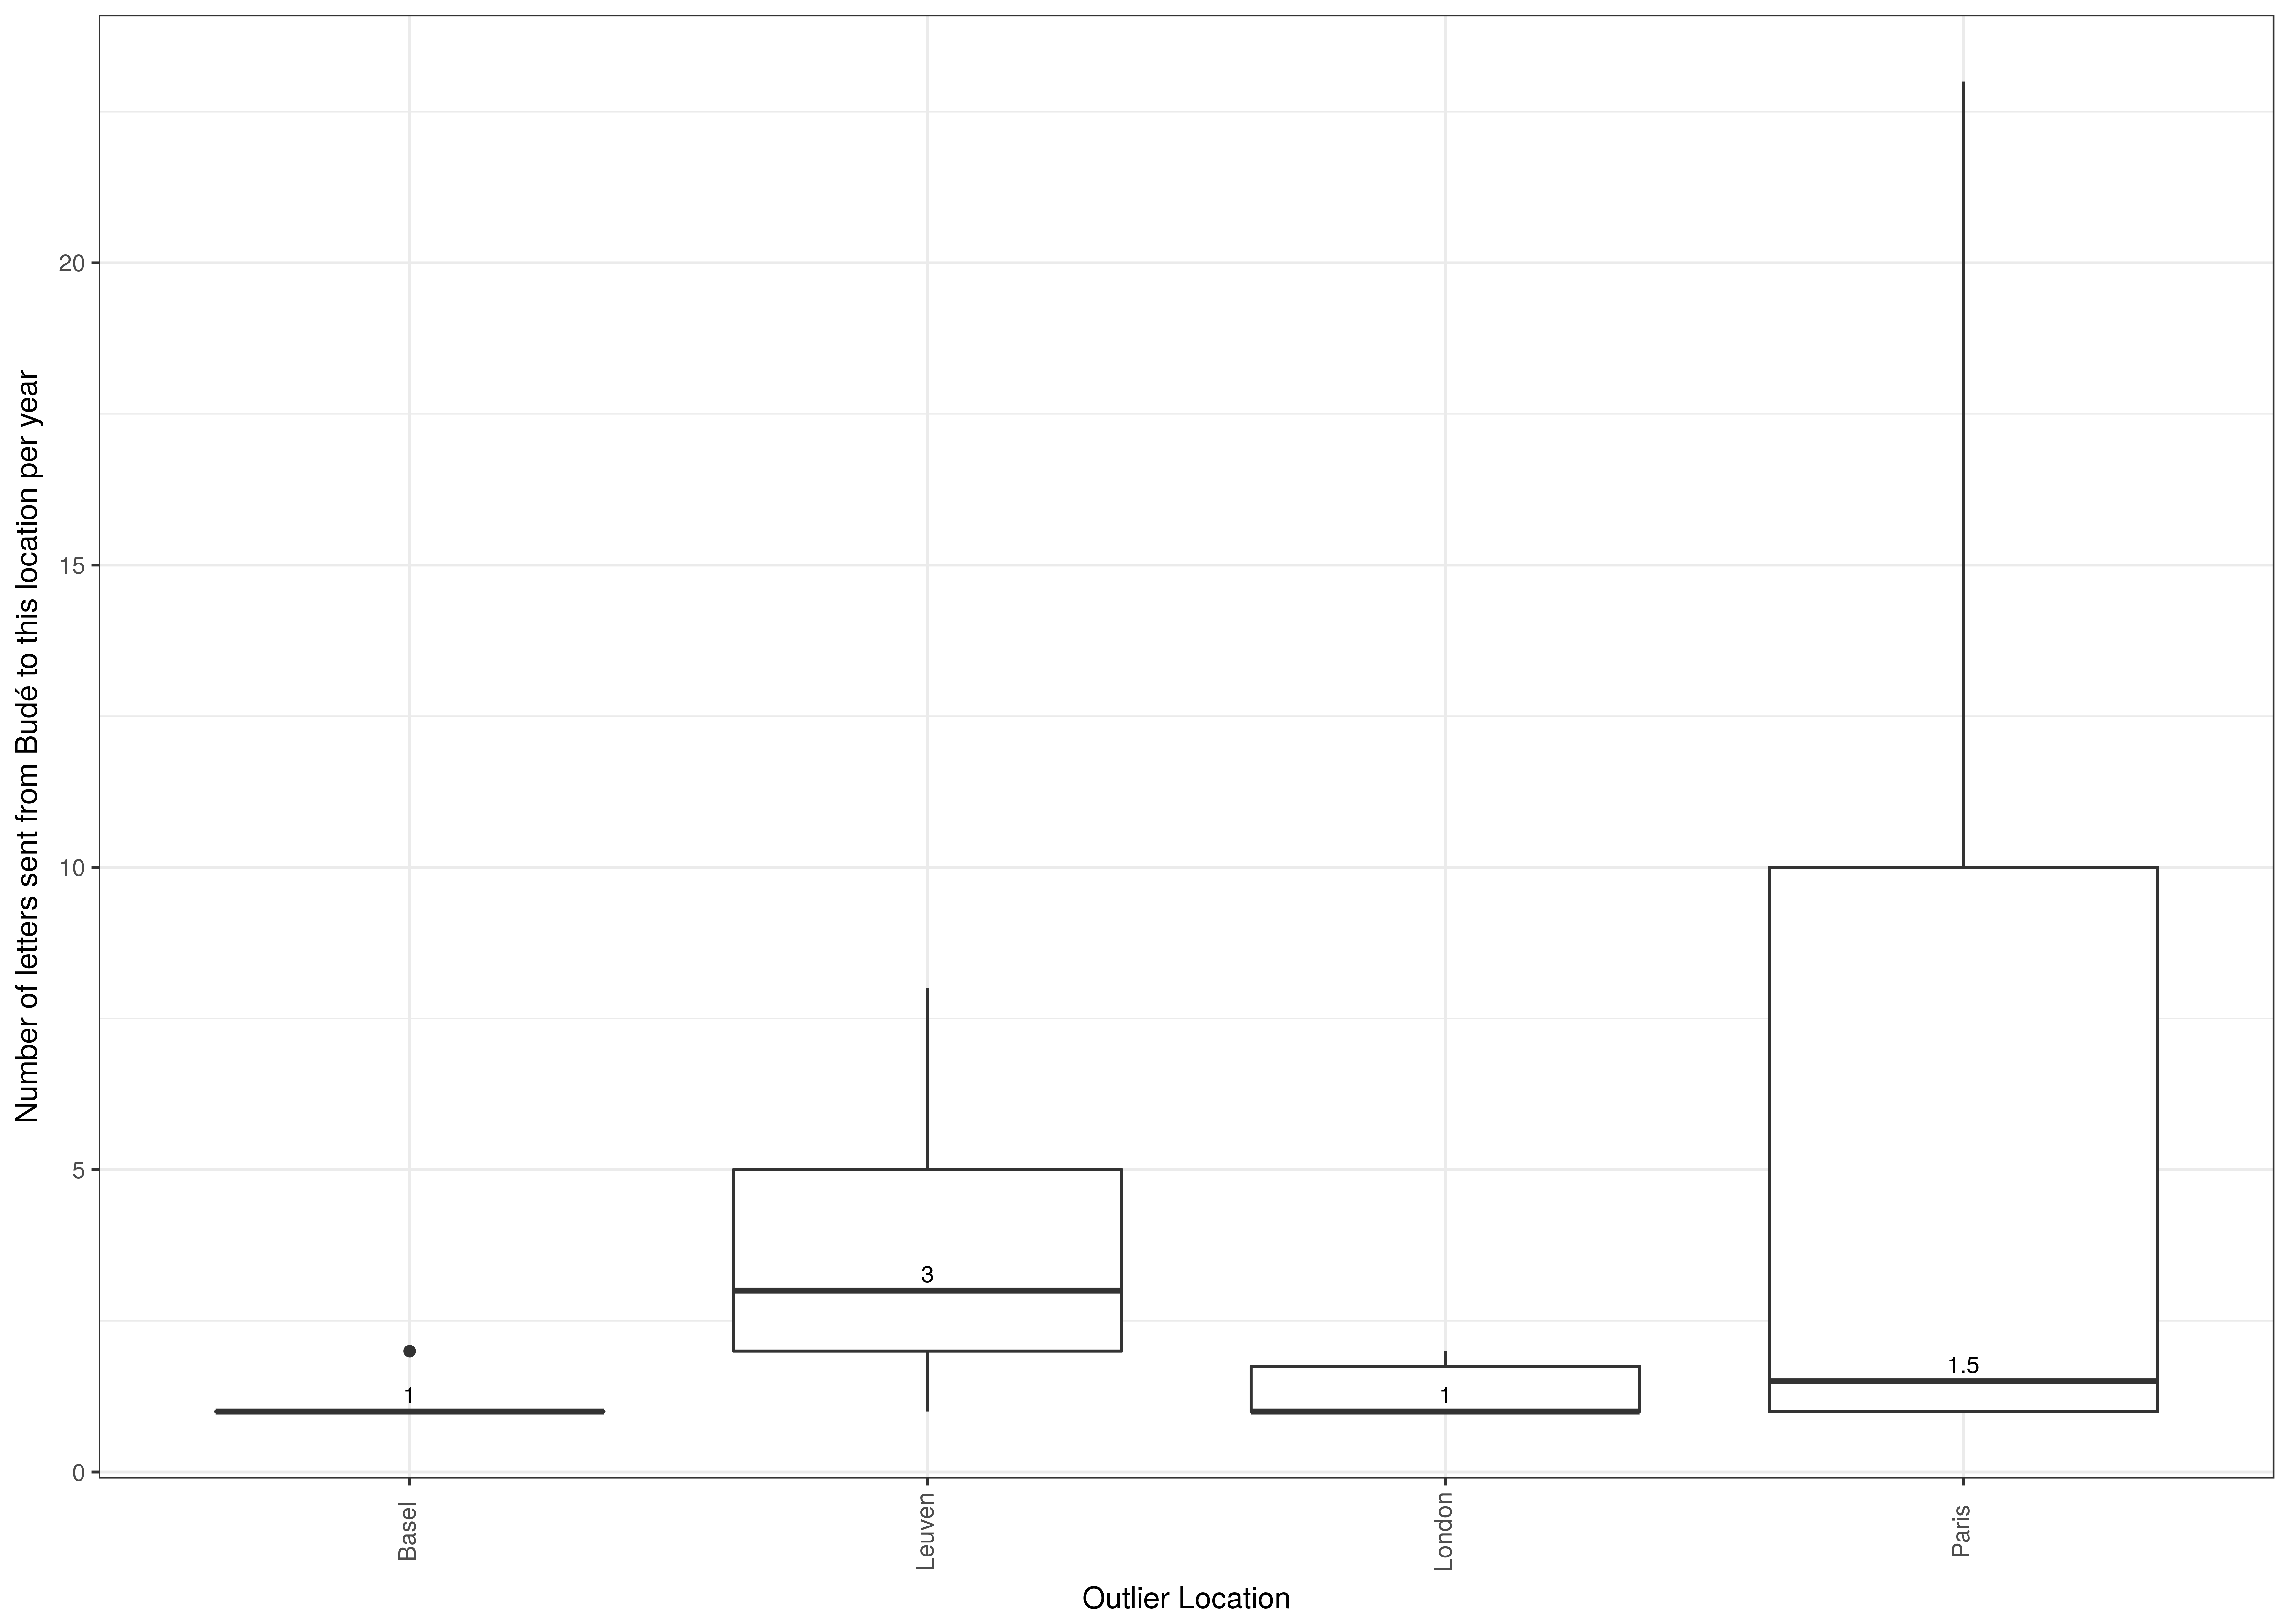 Number of letters sent from Budé to this location per year
20
15
10
5
0
1
3
1
1.5
Basel
Leuven
London
Paris
Outlier Location